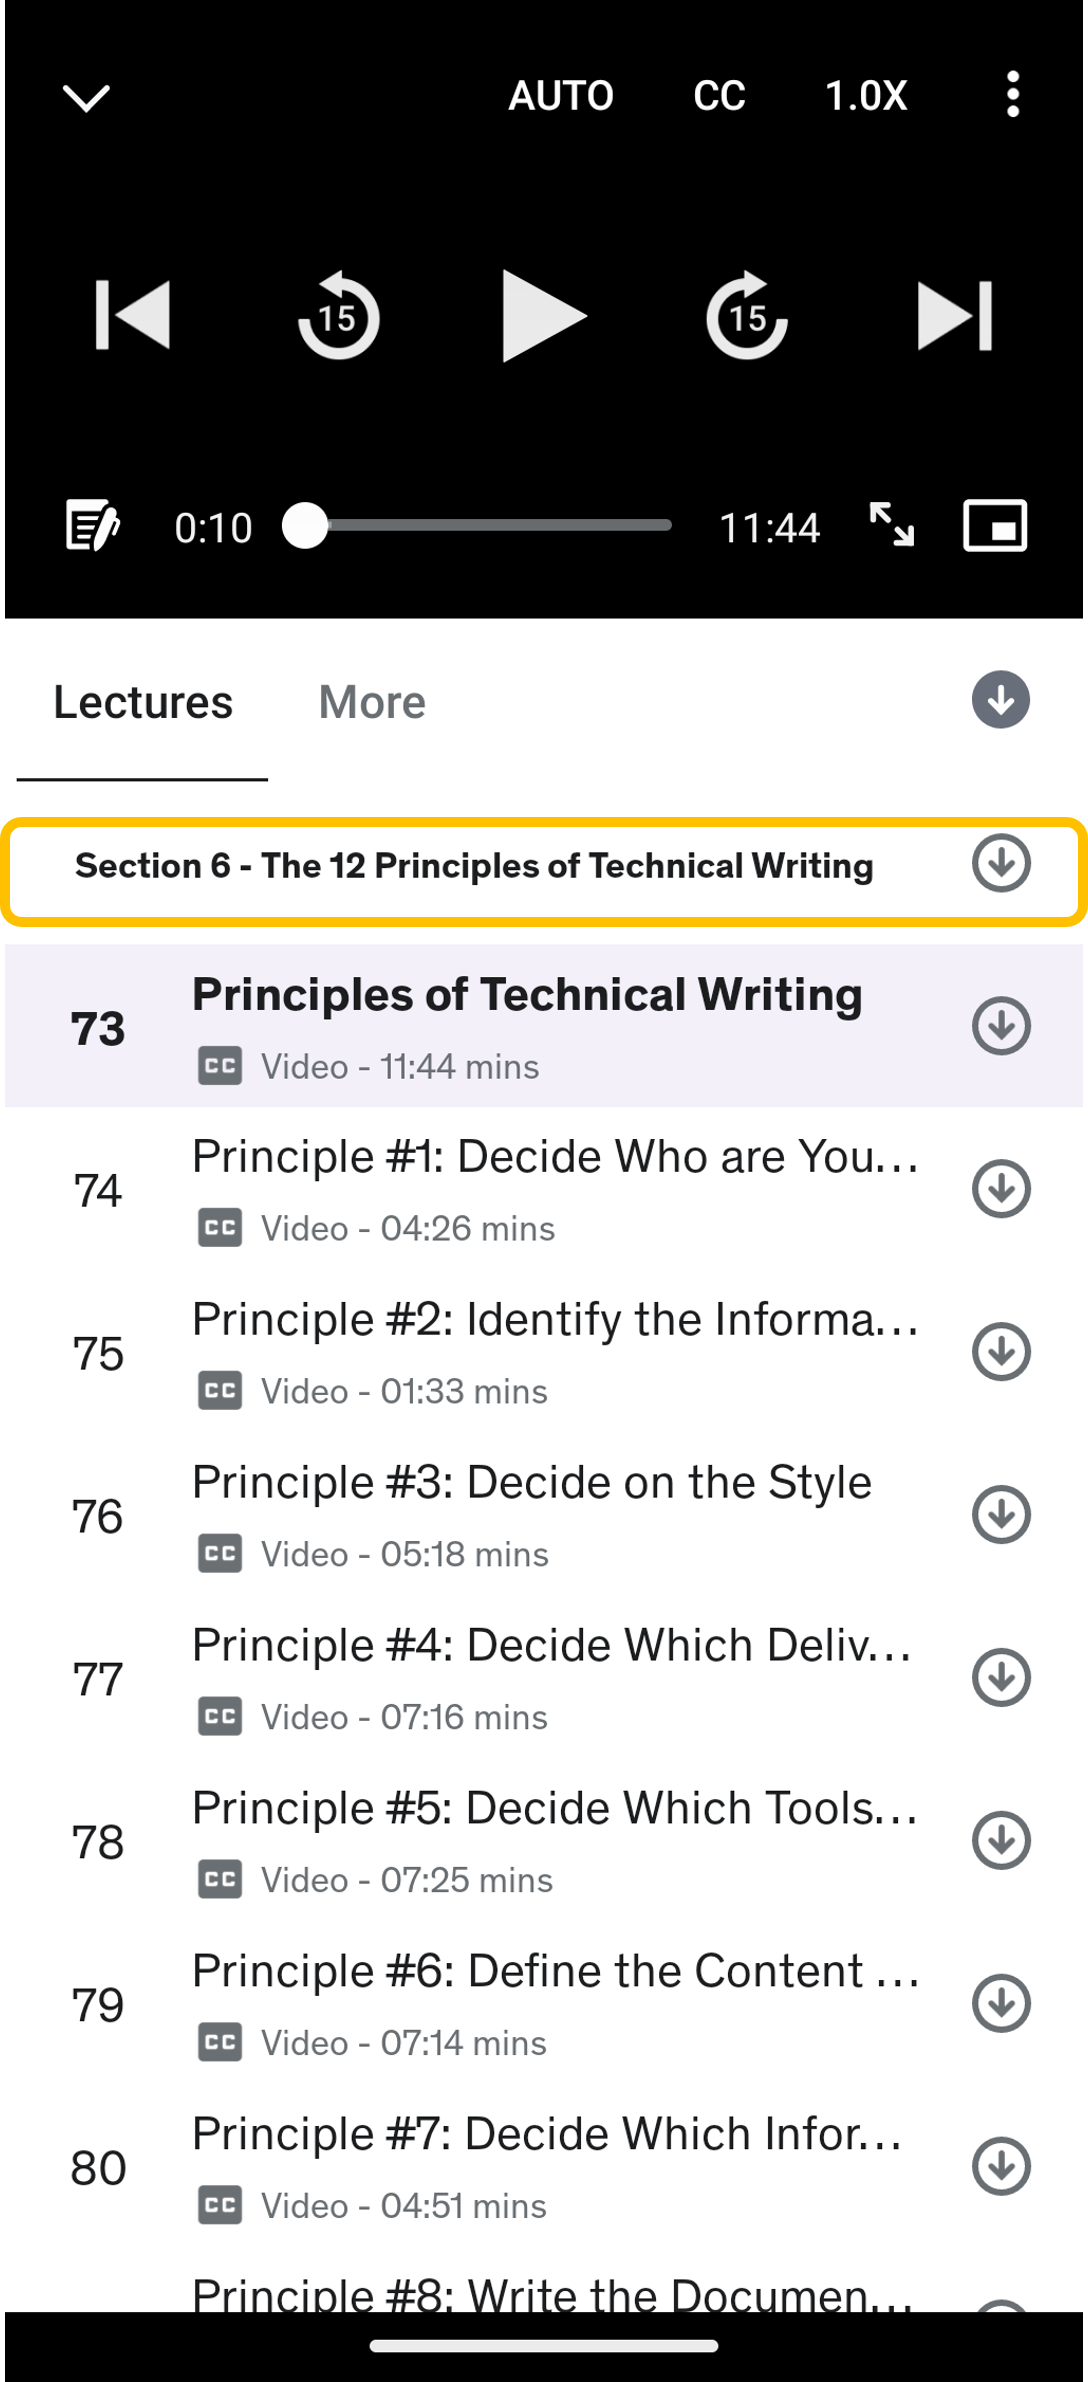 AUTO CC 1.0X
15 15
0:10 11:44
Lectures More
Section 6 - The 12 Principles of Technical Writing
73 Principles of Technical Writing
CC Video - 11:44 mins
74 Principle #1: Decide Who are You...
CC Video - 04:26 mins
75 Principle #2: Identify the Informa...
CC Video - 01:33 mins
76 Principle #3: Decide on the Style
CC Video - 05:18 mins
77 Principle #4: Decide Which Deliv...
CC Video - 07:16 mins
78 Principle #5: Decide Which Tools...
CC Video - 07:25 mins
79 Principle #6: Define the Content ...
CC Video - 07:14 mins
80 Principle #7: Decide Which Infor...
CC Video - 04:51 mins
Principle #8: Write the Documen...